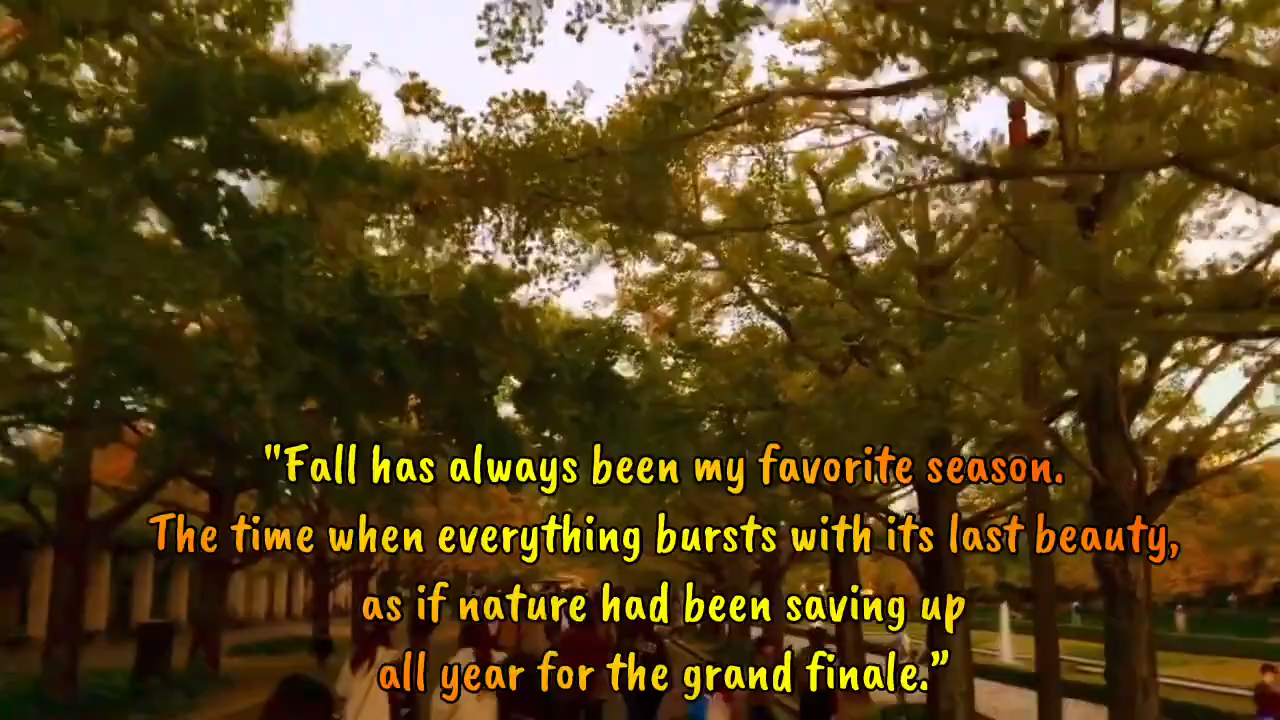 "Fall has always been my favorite season.
The time when everything bursts with its last beauty,
as if nature had been saving up
all year for the grand finale.”